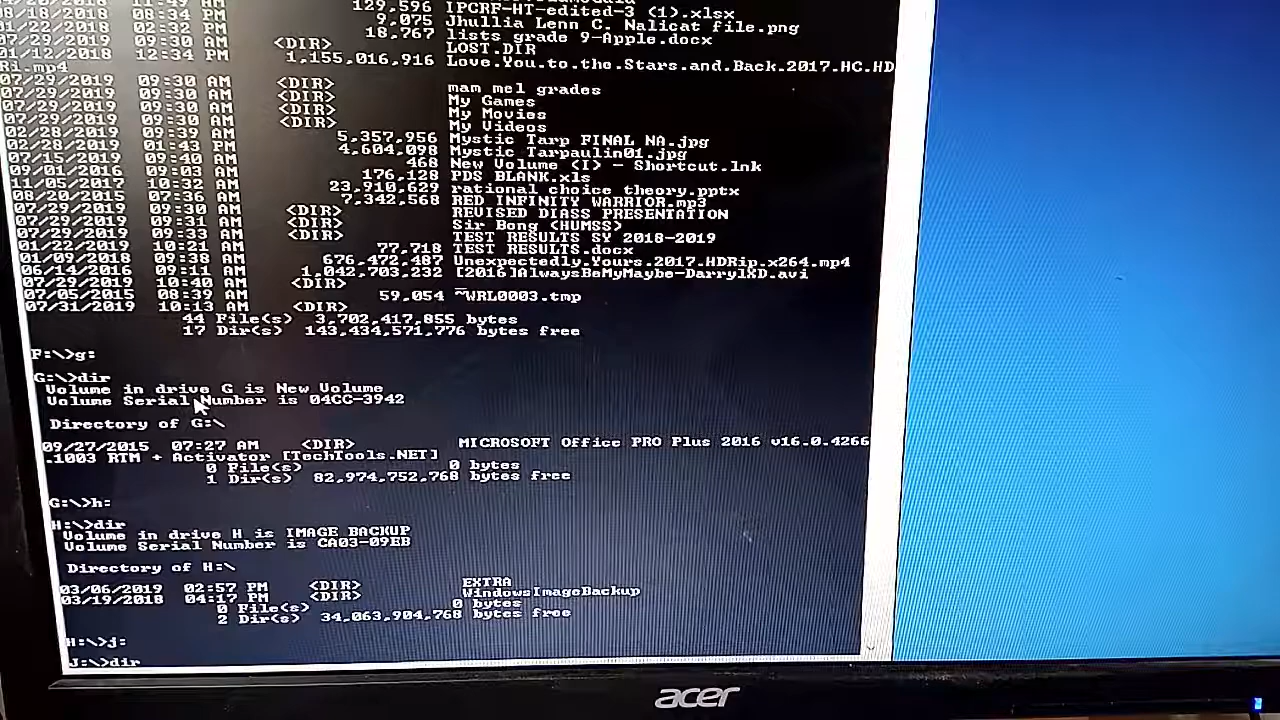 11:49 AM
08/18/2018 08:34 PM 129,596 IPCRF-HT-edited-3 (1).xlsx
02:32 PM 9,075 Jhullia Lenn C. Nalicat file.png
07/29/2019 09:30 AM 18,767 lists grade 9-Apple.docx
01/12/2018 12:34 PM <DIR> LOST.DIR
1,155,016,916 Love.You.to.the.Stars.and.Back.2017.HC.HD
Ri.mp4
07/29/2019 09:30 AM <DIR> mam mel grades
07/29/2019 09:30 AM <DIR> My Games
07/29/2019 09:30 AM <DIR> My Movies
07/29/2019 09:30 AM <DIR> My Videos
02/28/2019 09:39 AM 5,357,956 Mystic Tarp FINAL NA.jpg
02/28/2019 01:43 PM 4,604,098 Mystic Tarpaulin01.jpg
07/15/2019 09:40 AM 468 New Volume (I) - Shortcut.lnk
09/01/2016 09:03 AM 176,128 PDS BLANK.xls
11/05/2017 10:32 AM 23,910,629 rational choice theory.pptx
08/20/2015 07:36 AM 7,342,568 RED INFINITY WARRIOR.mp3
07/29/2019 09:30 AM <DIR> REVISED DIASS PRESENTATION
07/29/2019 09:31 AM <DIR> Sir Bong (HUMSS)
07/29/2019 09:33 AM <DIR> TEST RESULTS SY 2018-2019
01/22/2019 10:21 AM 77,718 TEST RESULTS.docx
01/09/2018 09:38 AM 676,472,487 Unexpectedly.Yours.2017.HDRip.x264.mp4
06/14/2016 09:11 AM 1,042,703,232 [2016]AlwaysBeMyMaybe-DarrylXD.avi
07/29/2019 10:40 AM <DIR> _
07/05/2015 08:39 AM 59,054 ~WRL0003.tmp
07/31/2019 10:13 AM <DIR>
44 File(s) 3,702,417,855 bytes
17 Dir(s) 143,434,571,776 bytes free
F:\>g:
G:\>dir
Volume in drive G is New Volume
Volume Serial Number is 04CC-3942
Directory of G:\
09/27/2015 07:27 AM <DIR> MICROSOFT Office PRO Plus 2016 v16.0.4266
.1003 RTM + Activator [TechTools.NET]
0 File(s) 0 bytes
1 Dir(s) 82,974,752,768 bytes free
G:\>h:
H:\>dir
Volume in drive H is IMAGE BACKUP
Volume Serial Number is CA03-09EB
Directory of H:\
03/06/2019 02:57 PM <DIR> EXTRA
03/19/2018 04:17 PM <DIR> WindowsImageBackup
0 File(s) 0 bytes
2 Dir(s) 34,063,904,768 bytes free
H:\>j:
J:\>dir
acer